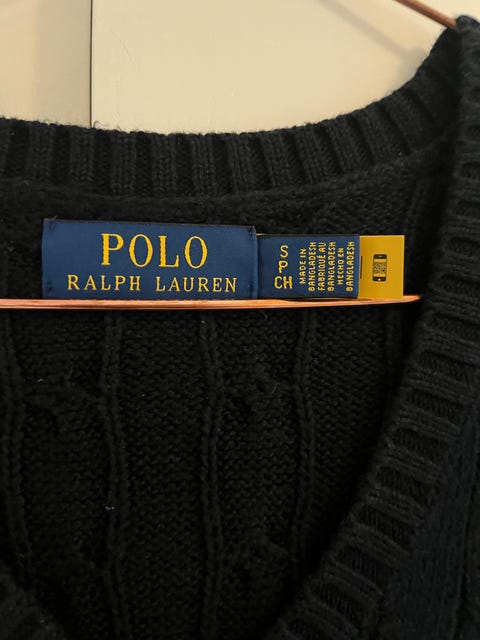 POLO
RALPH LAUREN
S
P
CH
MADE IN
BANGLADESH
FABRIQUÉ AU
BANGLADESH
HECHO EN
BANGLADESH